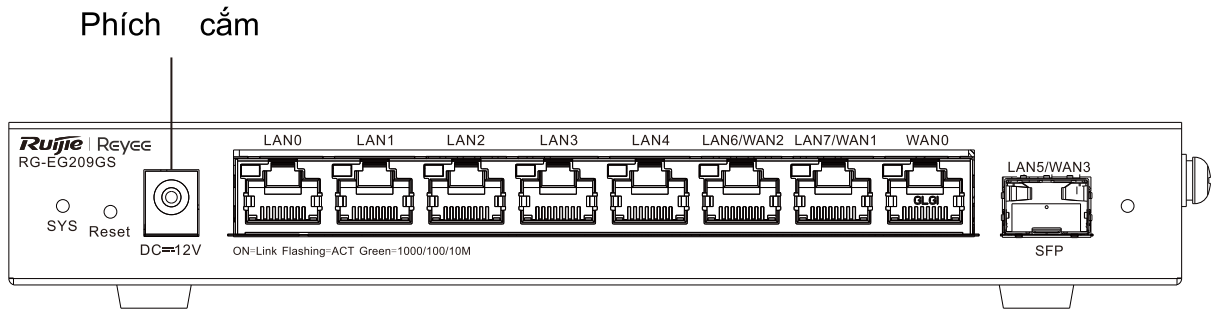 Phích cắm
Ruijie | Reyee
RG-EG209GS
LAN0 LAN1 LAN2 LAN3 LAN4 LAN6/WAN2 LAN7/WAN1 WAN0
LAN5/WAN3
GLGI
SYS Reset
DC⎓12V
ON=Link Flashing=ACT Green=1000/100/10M
SFP